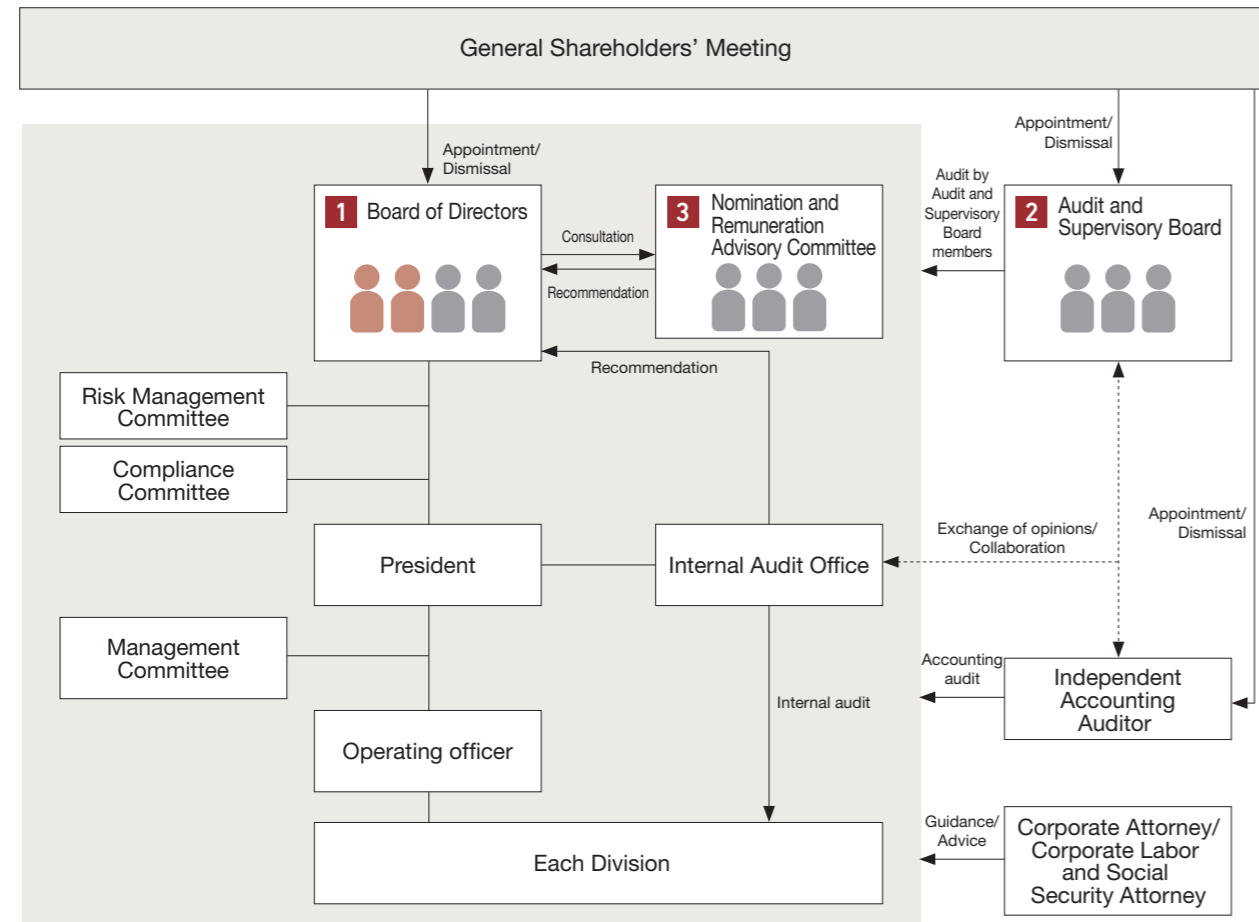 General Shareholders’ Meeting
Appointment/
Dismissal
Appointment/
Dismissal
1 Board of Directors
Consultation
Recommendation
3 Nomination and
Remuneration
Advisory Committee
Audit by
Audit and
Supervisory
Board
members
2 Audit and
Supervisory Board
Recommendation
Risk Management
Committee
Compliance
Committee
President
Internal Audit Office
Exchange of opinions/
Collaboration
Appointment/
Dismissal
Management
Committee
Accounting
audit
Independent
Accounting
Auditor
Internal audit
Operating officer
Each Division
Guidance/
Advice
Corporate Attorney/
Corporate Labor
and Social
Security Attorney